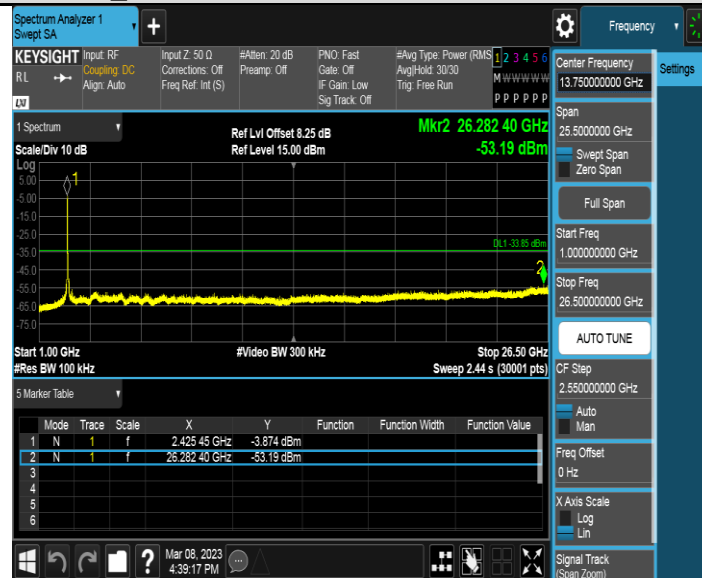 Spectrum Analyzer 1
Swept SA
Frequency
KEYSIGHT
R L
LXI
Input: RF
Coupling: DC
Align: Auto
Input Z: 50 Ω
Corrections: Off
Freq Ref: Int (S)
#Atten: 20 dB
Preamp: Off
PNO: Fast
Gate: Off
IF Gain: Low
Sig Track: Off
#Avg Type: Power (RMS
Avg|Hold: 30/30
Trig: Free Run
1 2 3 4 5 6
M W W W W W
P P P P P P
Center Frequency
13.750000000 GHz
Settings
1 Spectrum
Scale/Div 10 dB
Ref Lvl Offset 8.25 dB
Ref Level 15.00 dBm
Mkr2 26.282 40 GHz
-53.19 dBm
Span
25.5000000 GHz
Swept Span
Zero Span
Full Span
Start Freq
1.000000000 GHz
Stop Freq
26.500000000 GHz
AUTO TUNE
CF Step
2.550000000 GHz
Auto
Man
Freq Offset
0 Hz
X Axis Scale
Log
Lin
Signal Track
(Span Zoom)
Log
5.00
-5.00
-15.0
-25.0
-35.0
-45.0
-55.0
-65.0
-75.0
1
DL1 -33.85 dBm
2
Start 1.00 GHz
#Video BW 300 kHz
Stop 26.50 GHz
#Res BW 100 kHz
Sweep 2.44 s (30001 pts)
5 Marker Table
Mode Trace Scale X Y Function Function Width Function Value
1 N 1 f 2.425 45 GHz -3.874 dBm
2 N 1 f 26.282 40 GHz -53.19 dBm
3
4
5
6
?
Mar 08, 2023
4:39:17 PM